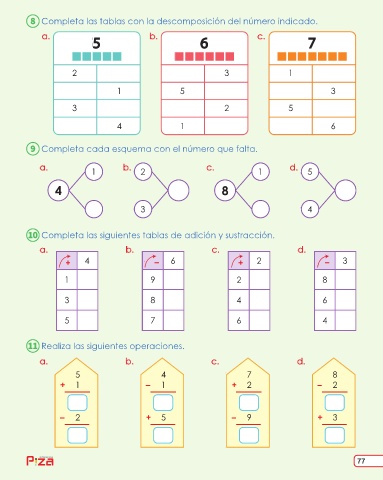 8 Completa las tablas con la descomposición del número indicado.
a. b. c.
5 6 7
2 3 1
1 5 3
3 2 5
4 1 6
9 Completa cada esquema con el número que falta.
a. b. c. d.
1 2 1 5
4 8
3 4
10 Completa las siguientes tablas de adición y sustracción.
a. b. c. d.
+ 4 − 6 + 2 − 3
1 9 2 8
3 8 4 6
5 7 6 4
11 Realiza las siguientes operaciones.
a. b. c. d.
5 4 7 8
+ 1 − 1 + 2 − 2
− 2 + 5 − 9 + 3
Piza 77